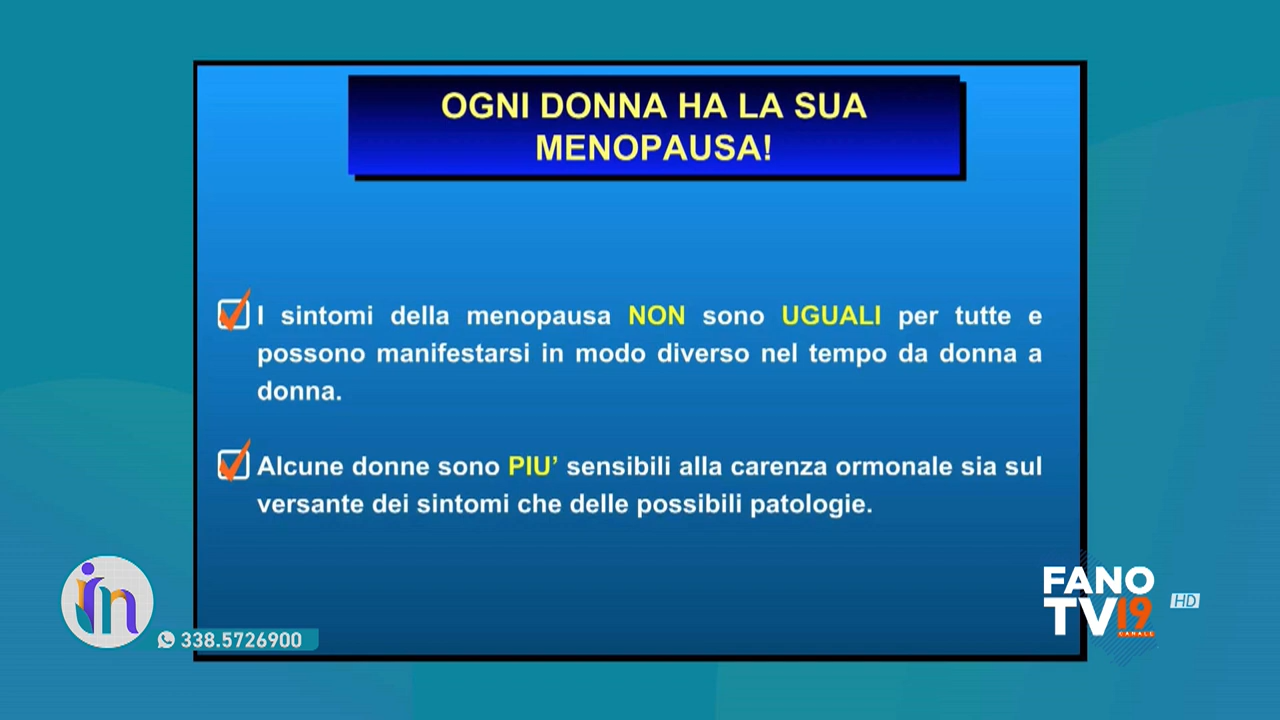 OGNI DONNA HA LA SUA
MENOPAUSA!
I sintomi della menopausa NON sono UGUALI per tutte e
possono manifestarsi in modo diverso nel tempo da donna a
donna.
Alcune donne sono PIU’ sensibili alla carenza ormonale sia sul
versante dei sintomi che delle possibili patologie.
in
338.5726900
FANO
TV19
CANALE
HD